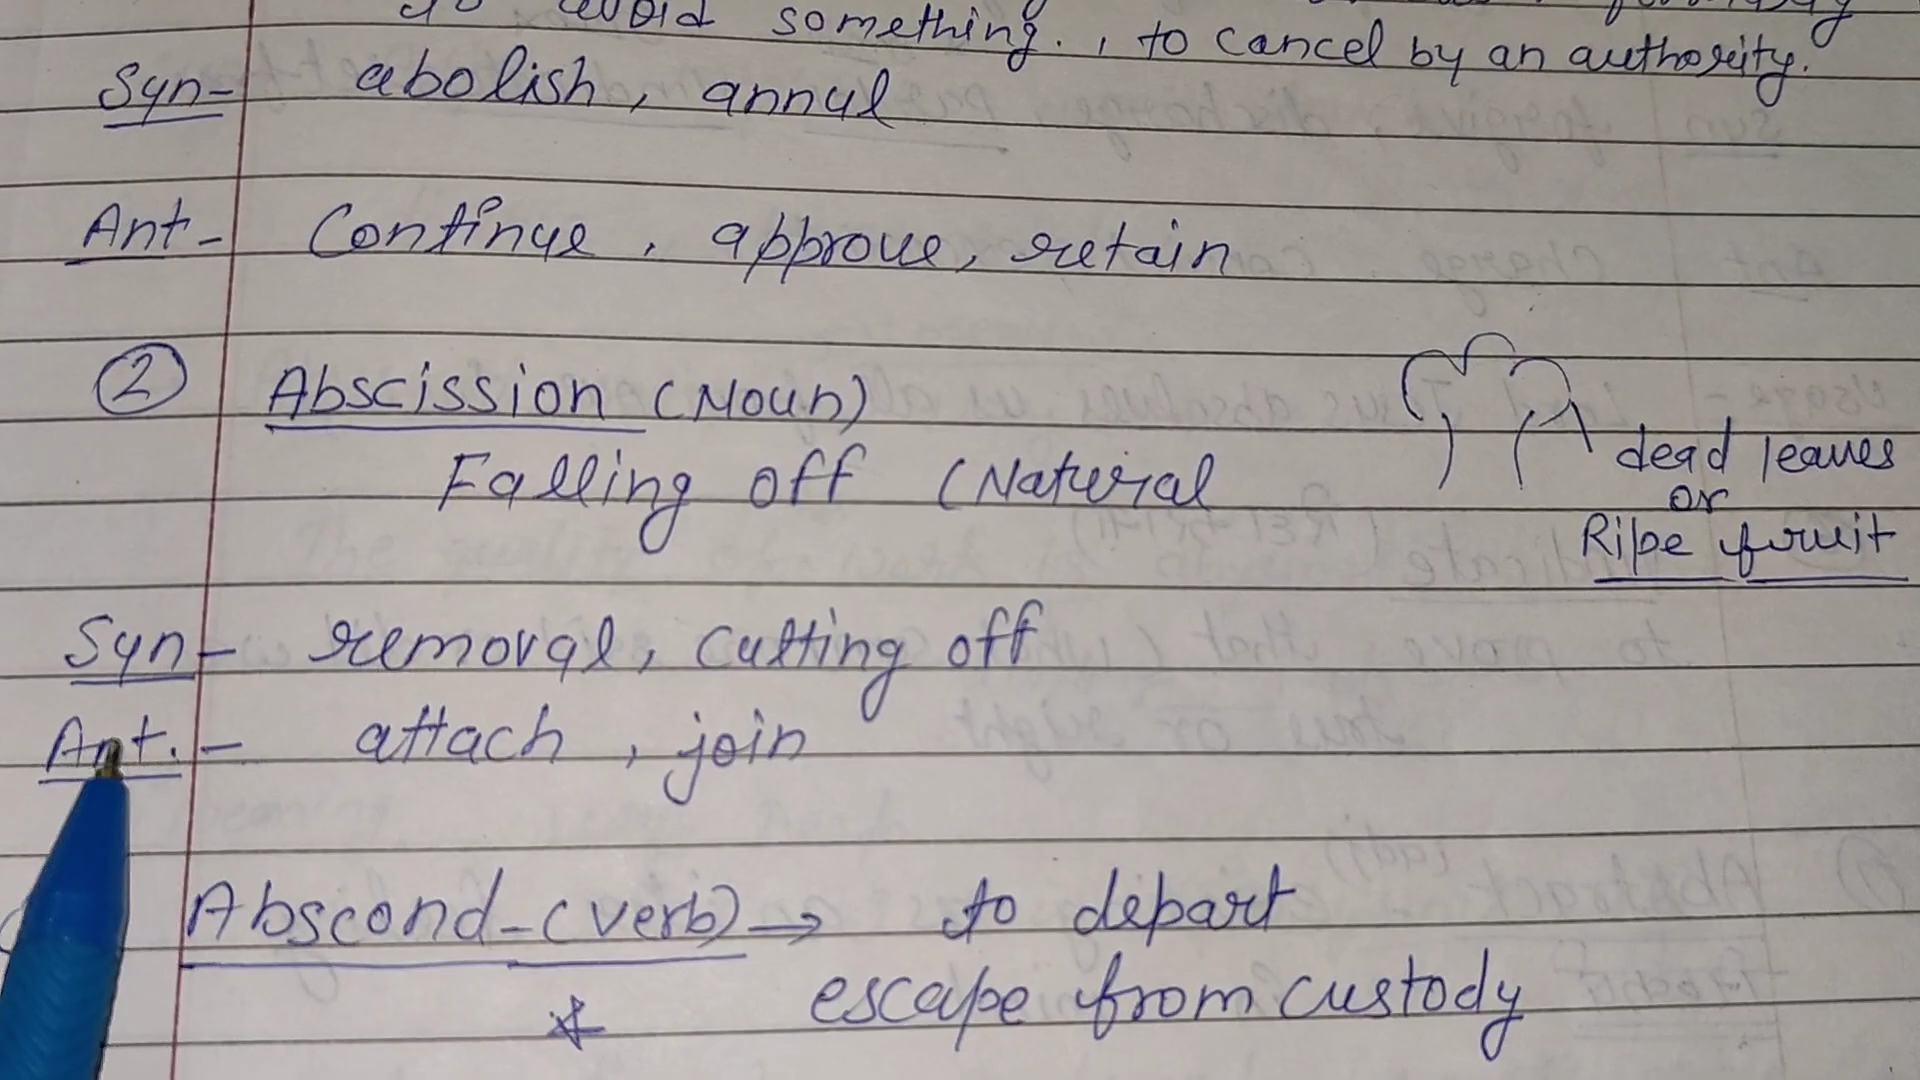 to avoid something. , to cancel by an authority.
Syn- abolish, annul
Ant- Continue, approve, retain
② Abscission (Noun)
Falling off (Natural
dead leaves
or
Ripe fruit
Syn- removal, Cutting off
Ant. - attach, join
Abscond-(verb) → to depart
escape from custody